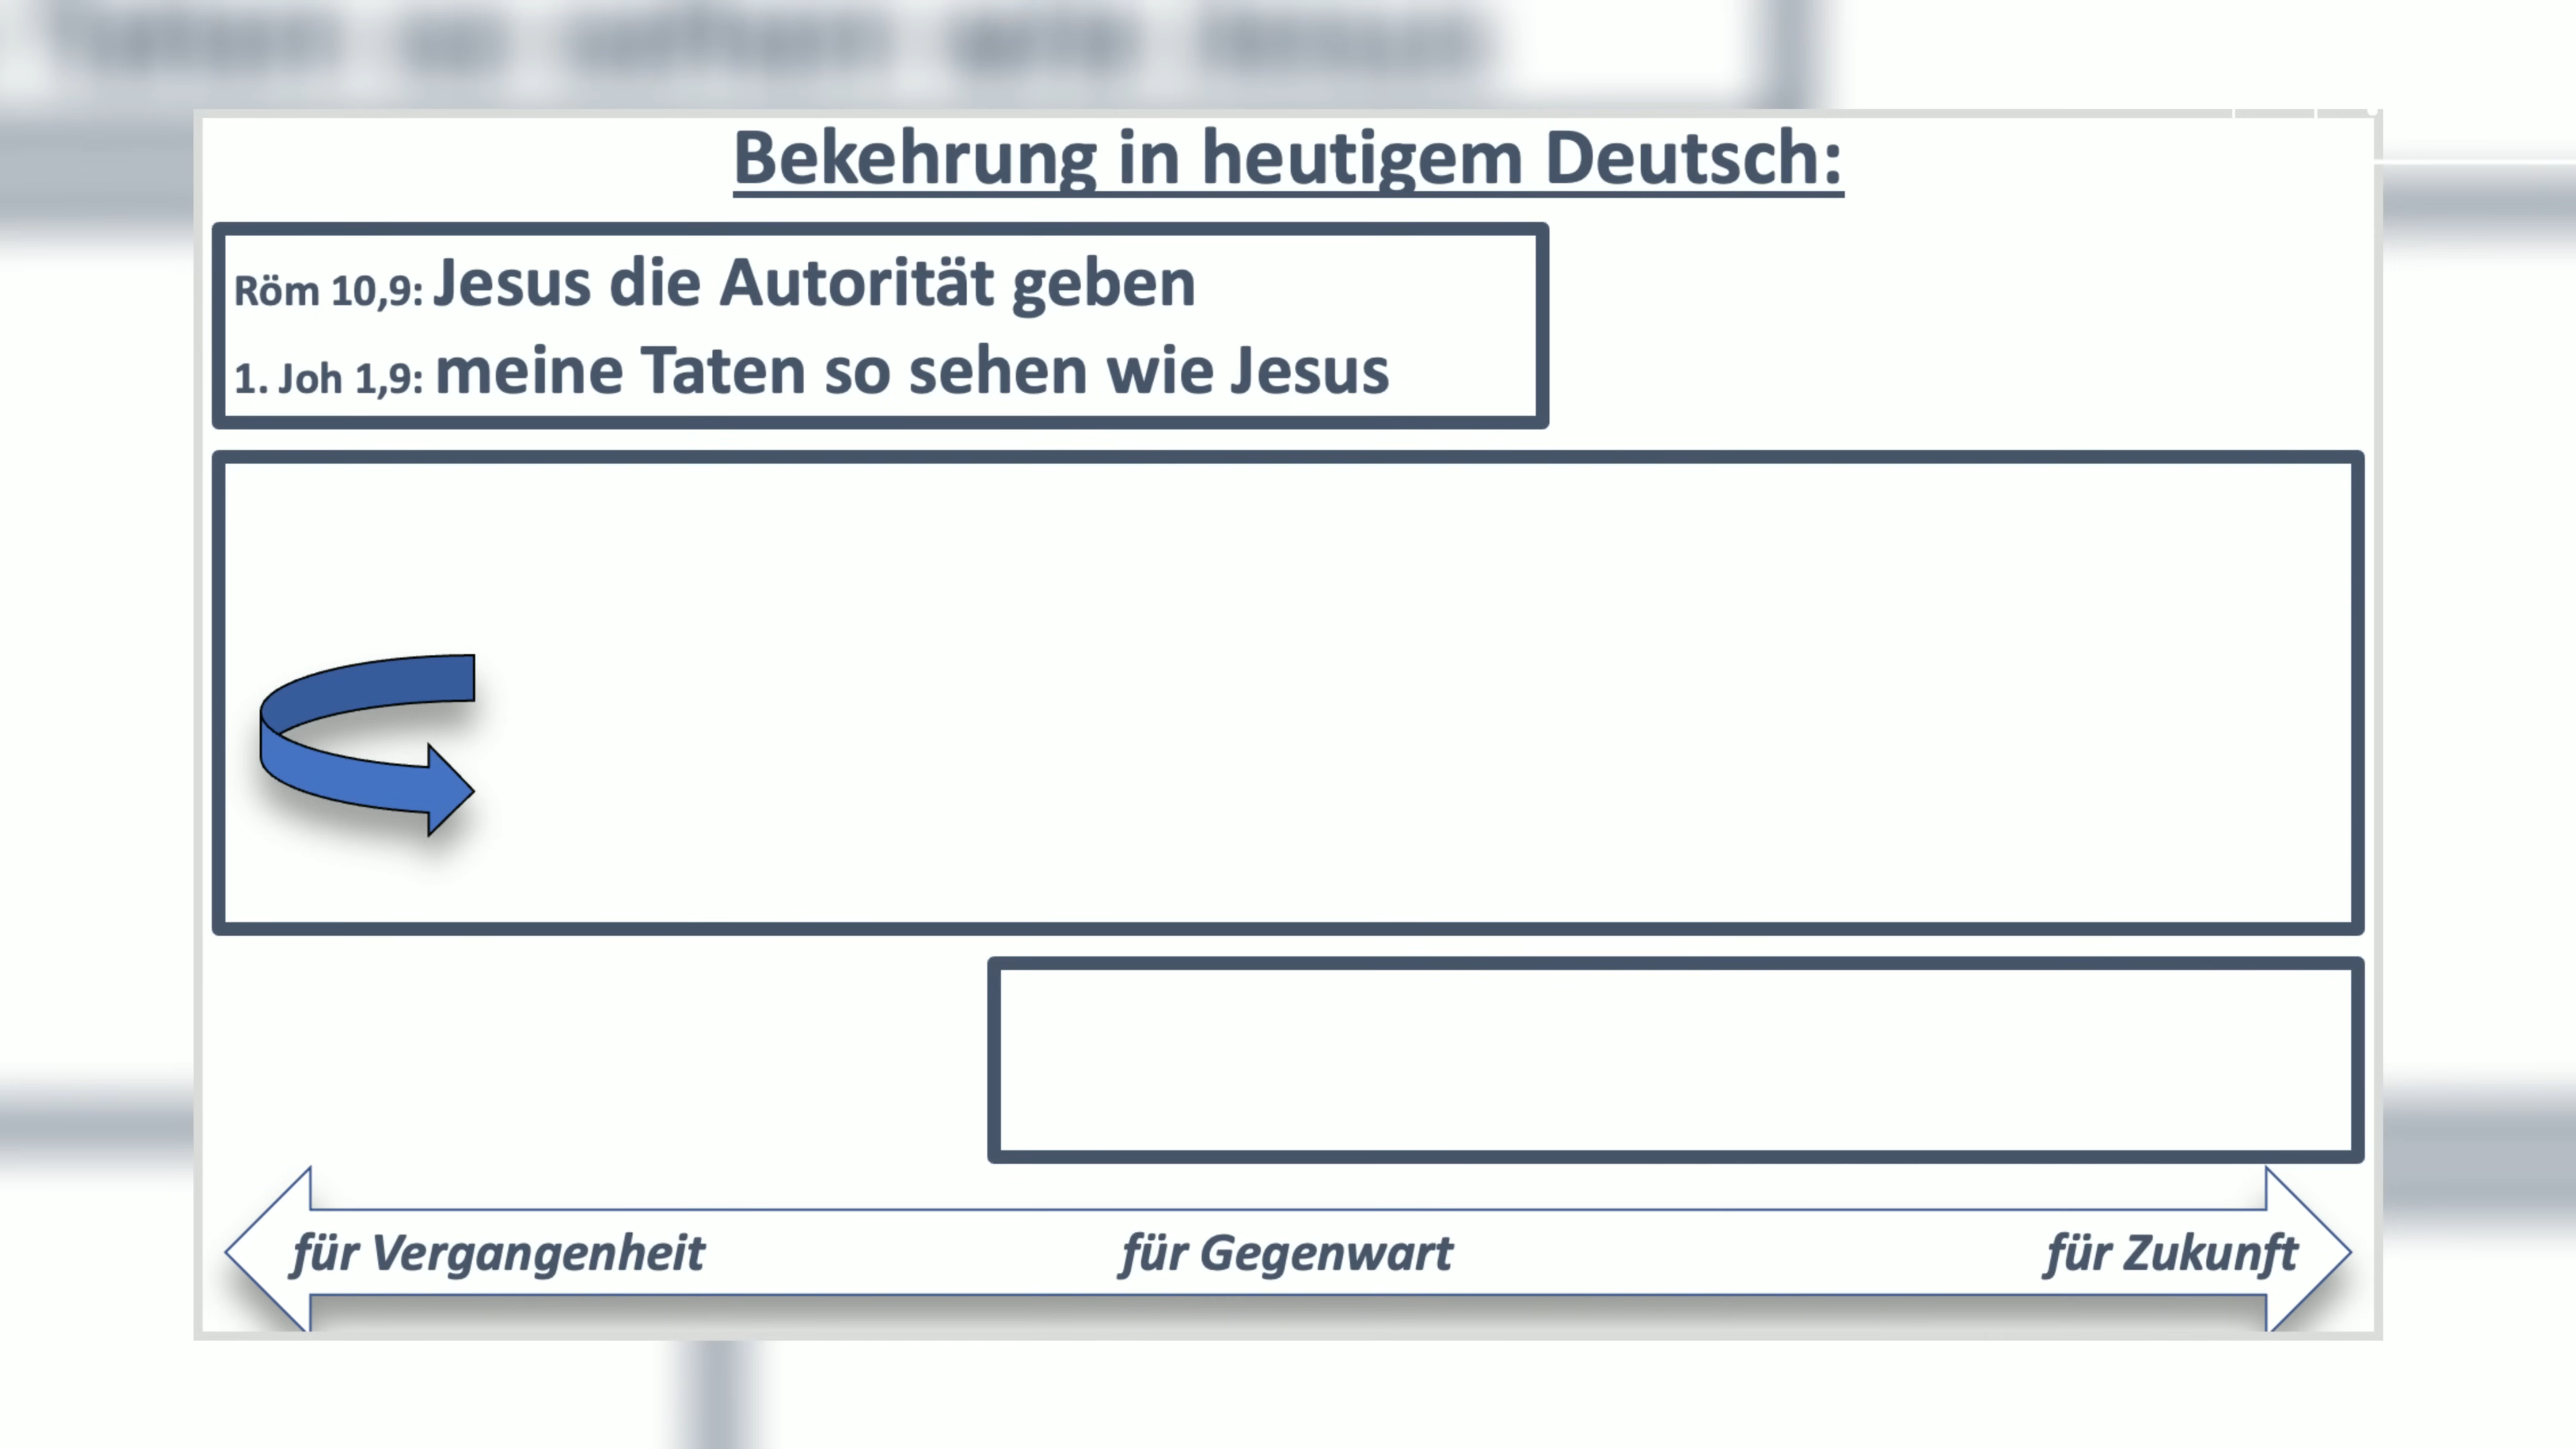 Bekehrung in heutigem Deutsch:
Röm 10,9: Jesus die Autorität geben
1. Joh 1,9: meine Taten so sehen wie Jesus
für Vergangenheit für Gegenwart für Zukunft